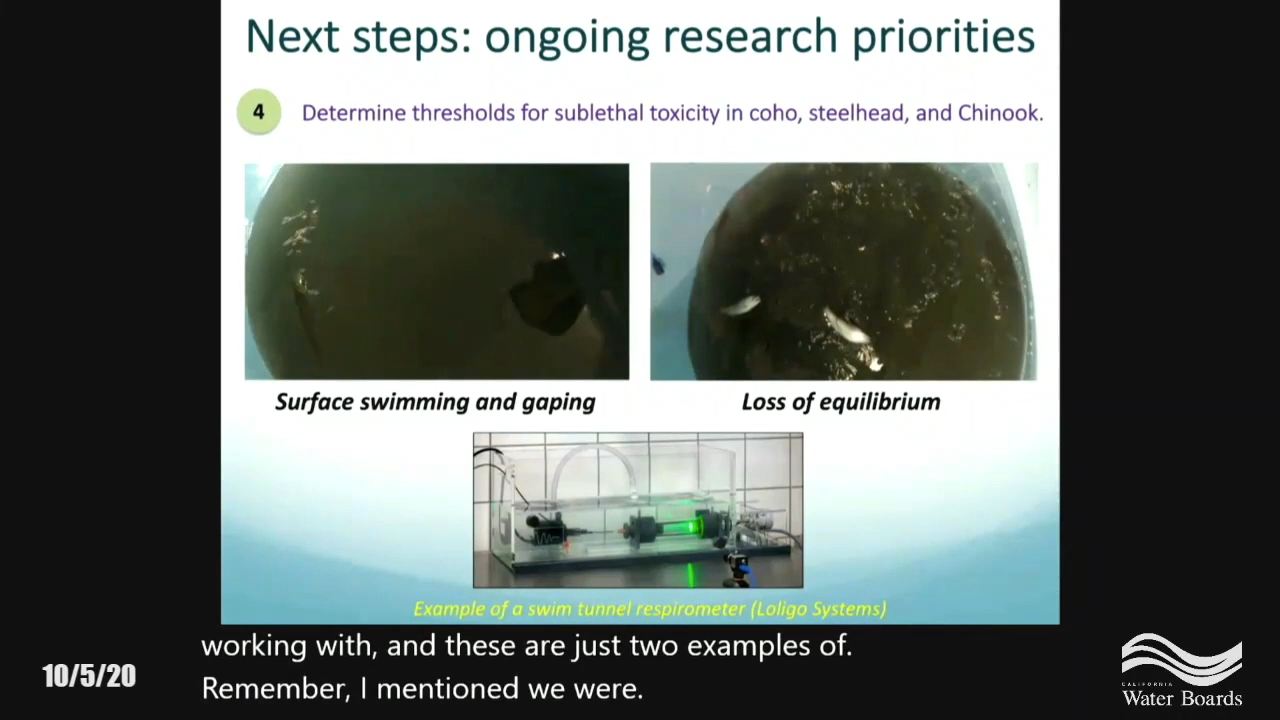 Next steps: ongoing research priorities
4 Determine thresholds for sublethal toxicity in coho, steelhead, and Chinook.
Surface swimming and gaping
Loss of equilibrium
Example of a swim tunnel respirometer (Loligo Systems)
working with, and these are just two examples of.
Remember, I mentioned we were.
10/5/20
CALIFORNIA
Water Boards